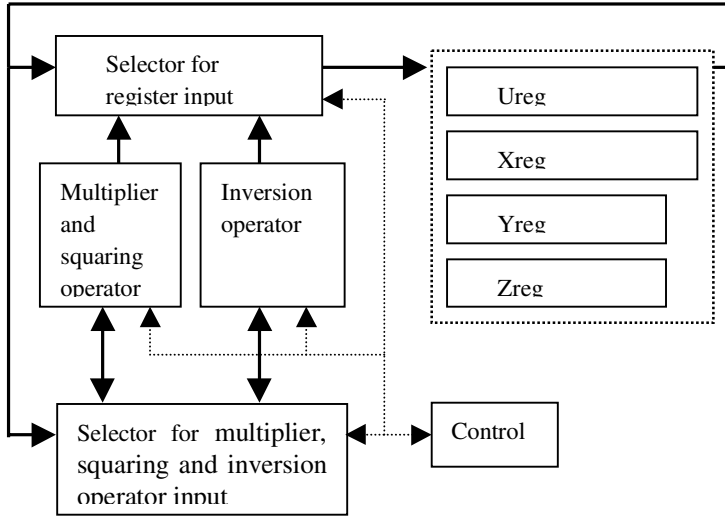 Selector for
register input
Ureg
Xreg
Multiplier
and
squaring
operator
Inversion
operator
Yreg
Zreg
Selector for multiplier,
squaring and inversion
operator input
Control